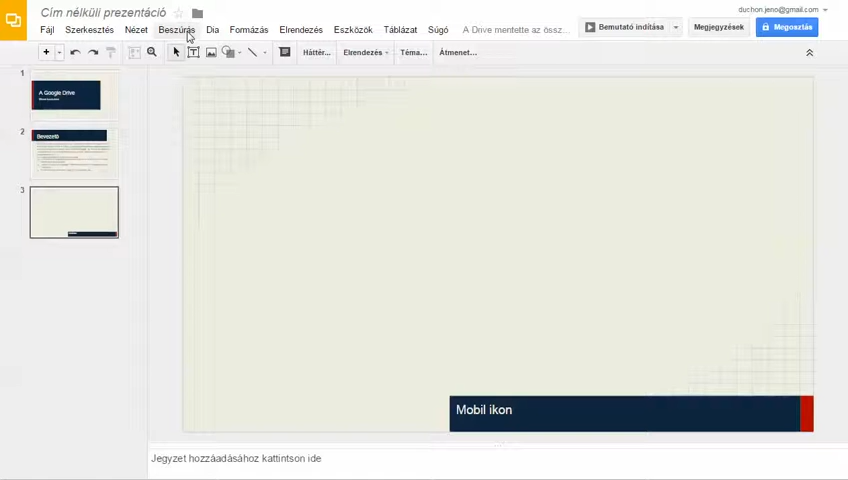 Cím nélküli prezentáció
duchon.jeno@gmail.com
Fájl Szerkesztés Nézet Beszúrás Dia Formázás Elrendezés Eszközök Táblázat Súgó A Drive mentette az össz...
Bemutató indítása Megjegyzések Megosztás
Háttér... Elrendezés Téma... Átmenet...
1
A Google Drive
2
Bevezető
3
Mobil ikon
Jegyzet hozzáadásához kattintson ide